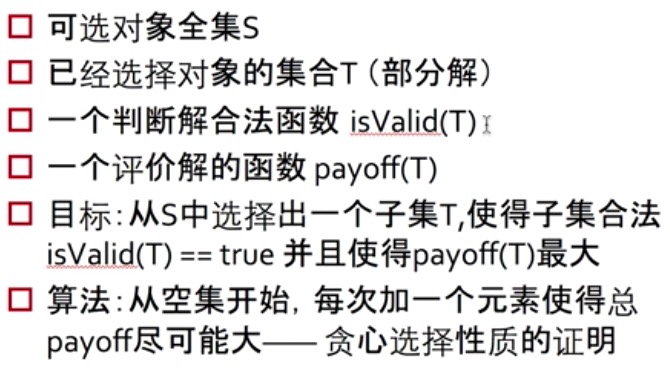 可选对象全集S
已经选择对象的集合T（部分解）
一个判断解合法函数 isValid(T)
一个评价解的函数 payoff(T)
目标：从S中选择出一个子集T,使得子集合法
isValid(T) == true 并且使得payoff(T)最大
算法：从空集开始，每次加一个元素使得总
payoff尽可能大—— 贪心选择性质的证明